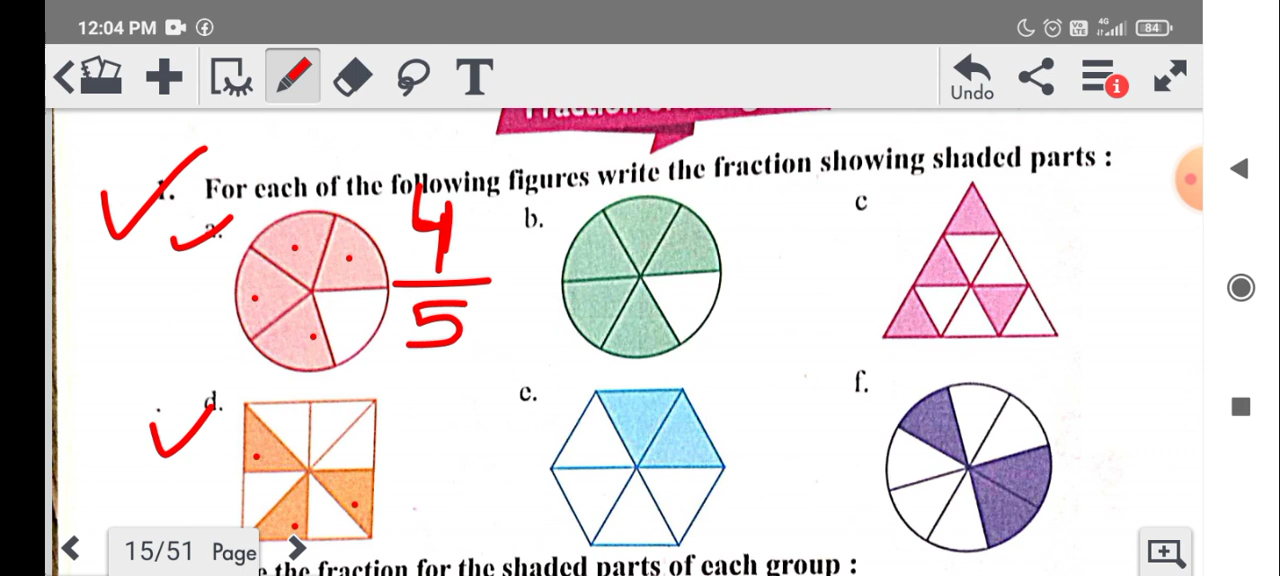 12:04 PM
4G
84
T
Undo
1. For each of the following figures write the fraction showing shaded parts :
a.
4
5
b.
c
d.
e.
f.
15/51 Page
the fraction for the shaded parts of each group :